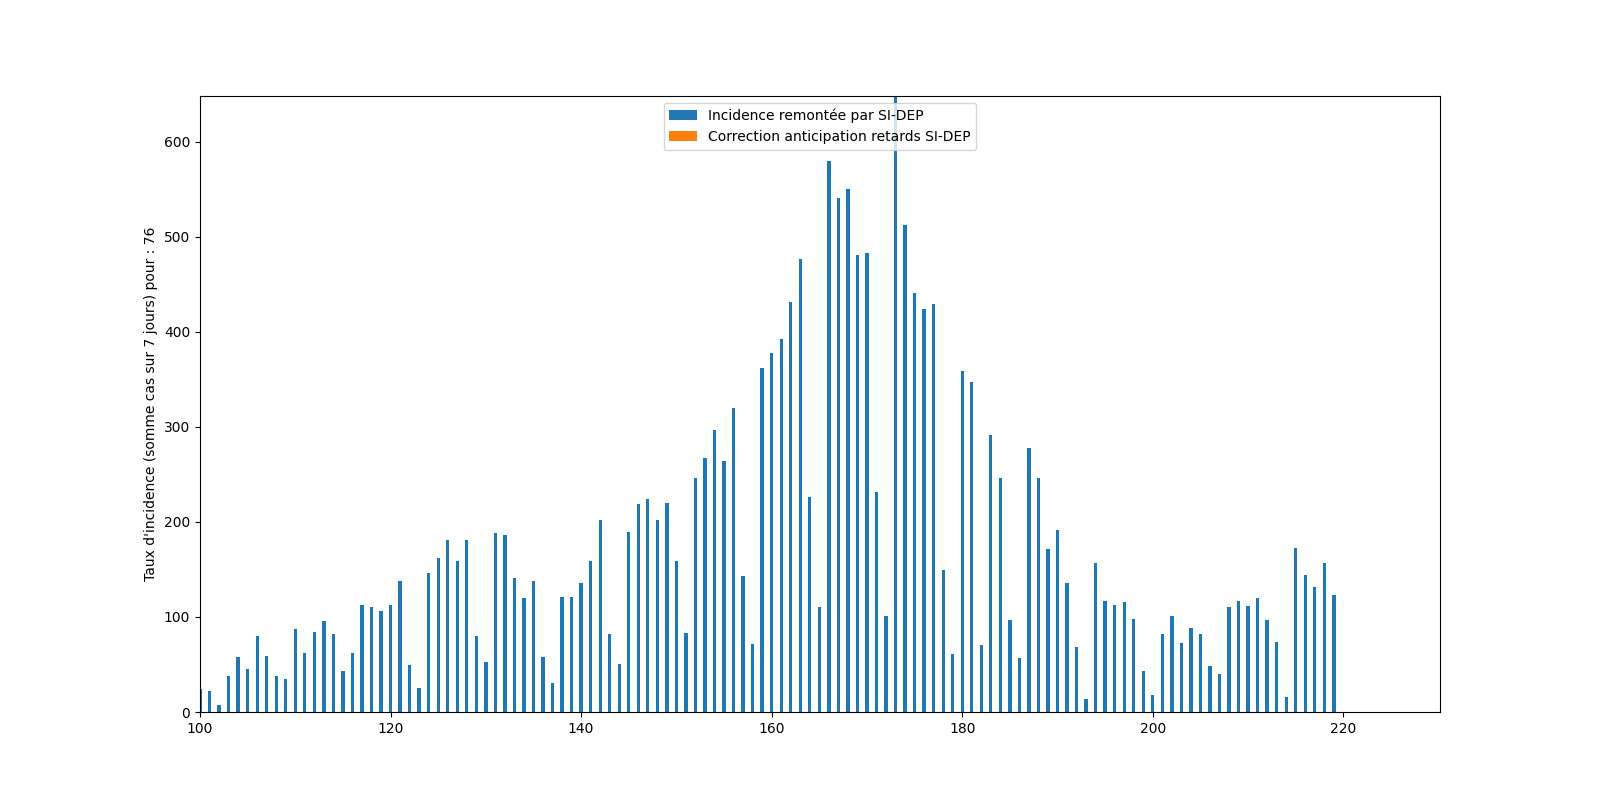 Incidence remontée par SI-DEP
Correction anticipation retards SI-DEP
Taux d'incidence (somme cas sur 7 jours) pour : 76
600
500
400
300
200
100
0
100 120 140 160 180 200 220